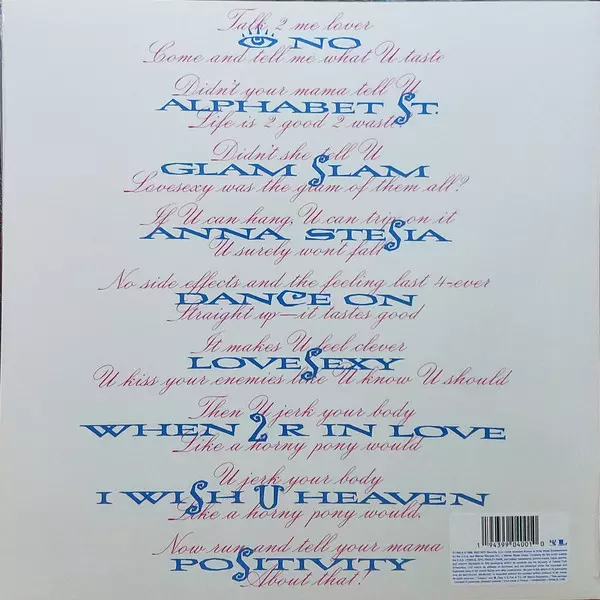 Talk 2 me lover
NO
Come and tell me what U taste
Didn't your mama tell U
ALPHABET ST.
Life is 2 good 2 waste?
Didn't she tell U
GLAM SLAM
Lovesexy was the glam of them all?
If U can hang, U can trip on it
ANNA STESIA
U surely wont fall
No side effects and the feeling last 4-ever
DANCE ON
Straight up—it tastes good
It makes U feel clever
LOVESEXY
U kiss your enemies like U know U should
Then U jerk your body
WHEN 2 R IN LOVE
Like a horny pony would
U jerk your body
I WISH U HEAVEN
Like a horny pony would.
Now run and tell your mama
POSITIVITY
About that!
1 94399 04001 0